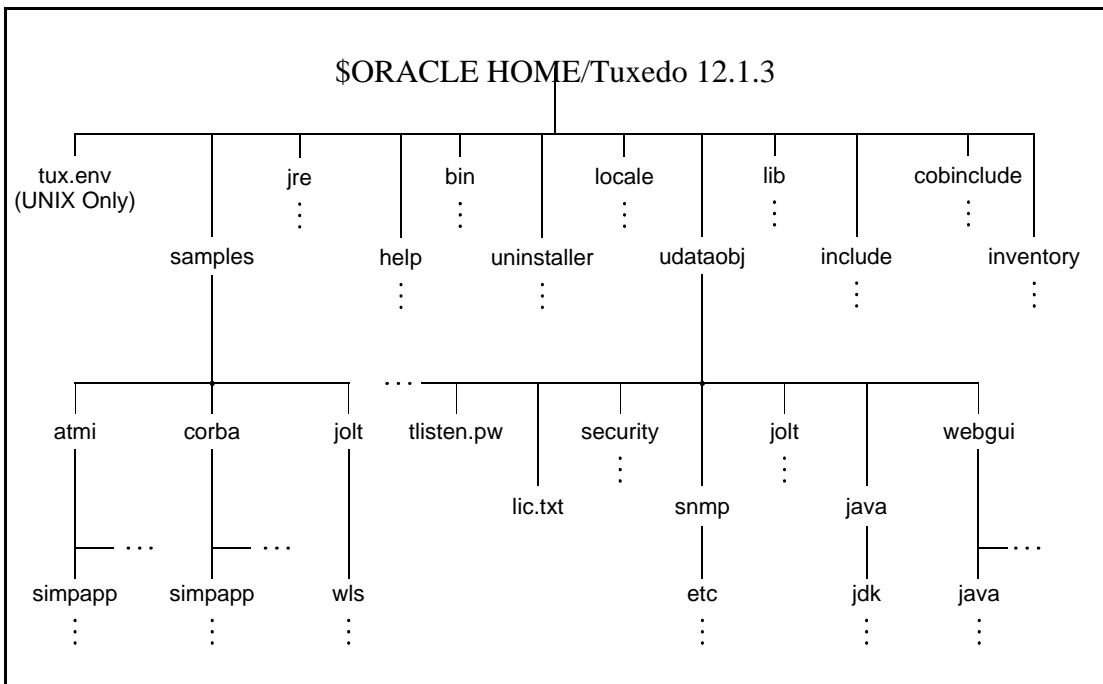 $ORACLE HOME/Tuxedo 12.1.3
tux.env
(UNIX Only)
jre
bin
locale
lib
cobinclude
samples
help
uninstaller
udataobj
include
inventory
atmi
corba
jolt
tlisten.pw
security
jolt
webgui
lic.txt
snmp
java
simpapp
simpapp
wls
etc
jdk
java